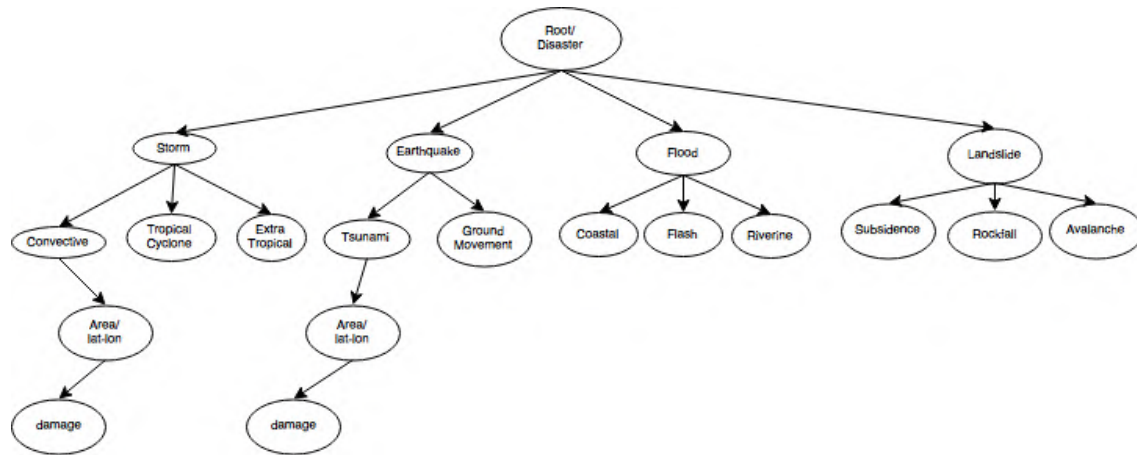 Root/
Disaster
Storm
Earthquake
Flood
Landslide
Convective
Tropical
Cyclone
Extra
Tropical
Tsunami
Ground
Movement
Coastal
Flash
Riverine
Subsidence
Rockfall
Avalanche
Area/
lat-lon
Area/
lat-lon
damage
damage